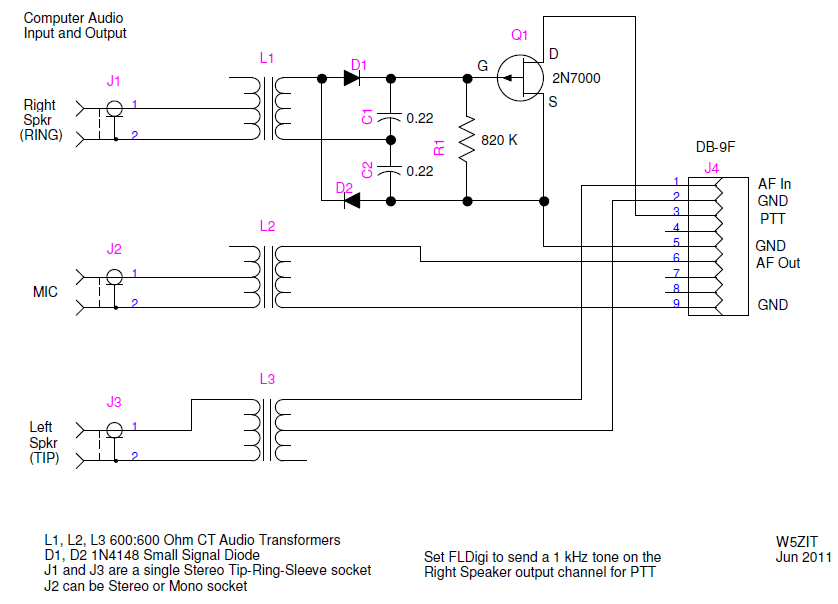 Computer Audio
Input and Output
J1
Right
Spkr
(RING)
1
2
L1
D1
C1
0.22
C2
0.22
D2
R1
820 K
G
Q1
D
2N7000
S
DB-9F
J4
1
AF In
2
GND
3
PTT
4
5
GND
6
AF Out
7
8
9
GND
L2
J2
MIC
1
2
L3
J3
Left
Spkr
(TIP)
1
2
L1, L2, L3 600:600 Ohm CT Audio Transformers
D1, D2 1N4148 Small Signal Diode
J1 and J3 are a single Stereo Tip-Ring-Sleeve socket
J2 can be Stereo or Mono socket
Set FLDigi to send a 1 kHz tone on the
Right Speaker output channel for PTT
W5ZIT
Jun 2011